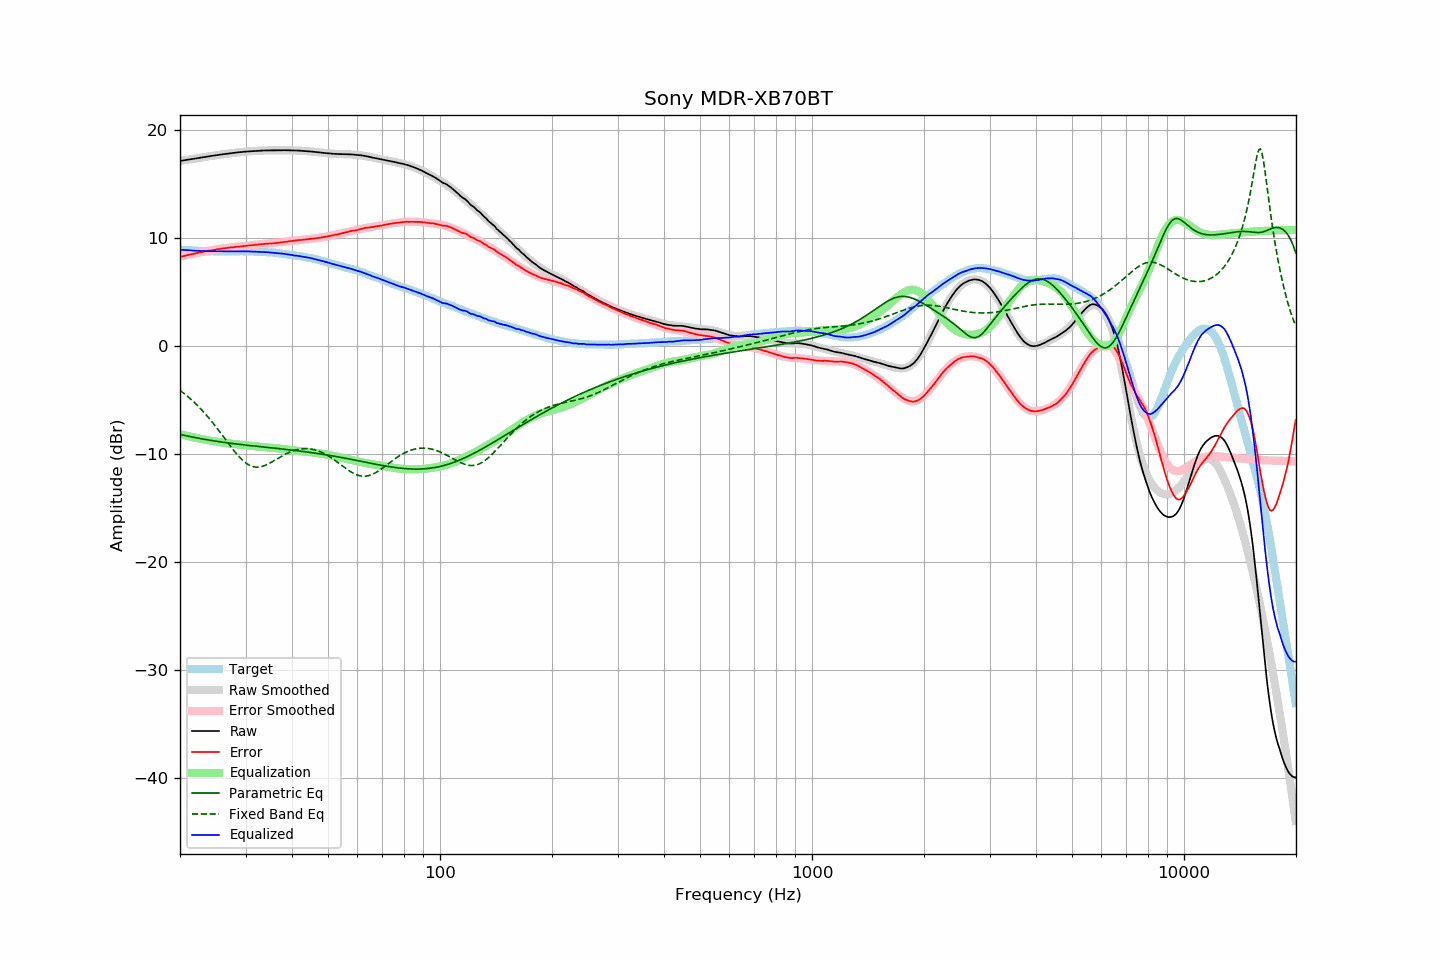 Sony MDR-XB70BT
Amplitude (dBr)
20
10
0
−10
−20
−30
−40
Target
Raw Smoothed
Error Smoothed
Raw
Error
Equalization
Parametric Eq
Fixed Band Eq
Equalized
100 1000 10000
Frequency (Hz)